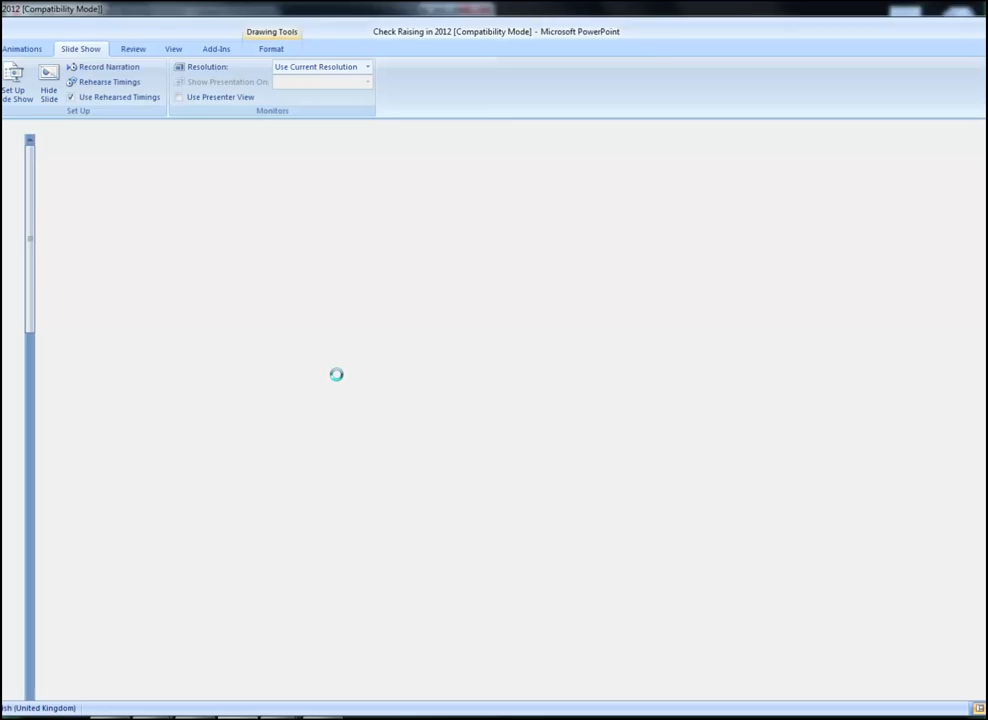 2012 [Compatibility Mode]]
Drawing Tools
Check Raising in 2012 [Compatibility Mode] - Microsoft PowerPoint
Animations
Slide Show
Review
View
Add-Ins
Format
Set Up
de Show
Hide
Slide
Record Narration
Rehearse Timings
Use Rehearsed Timings
Set Up
Resolution:
Use Current Resolution
Show Presentation On:
Use Presenter View
Monitors
ish (United Kingdom)